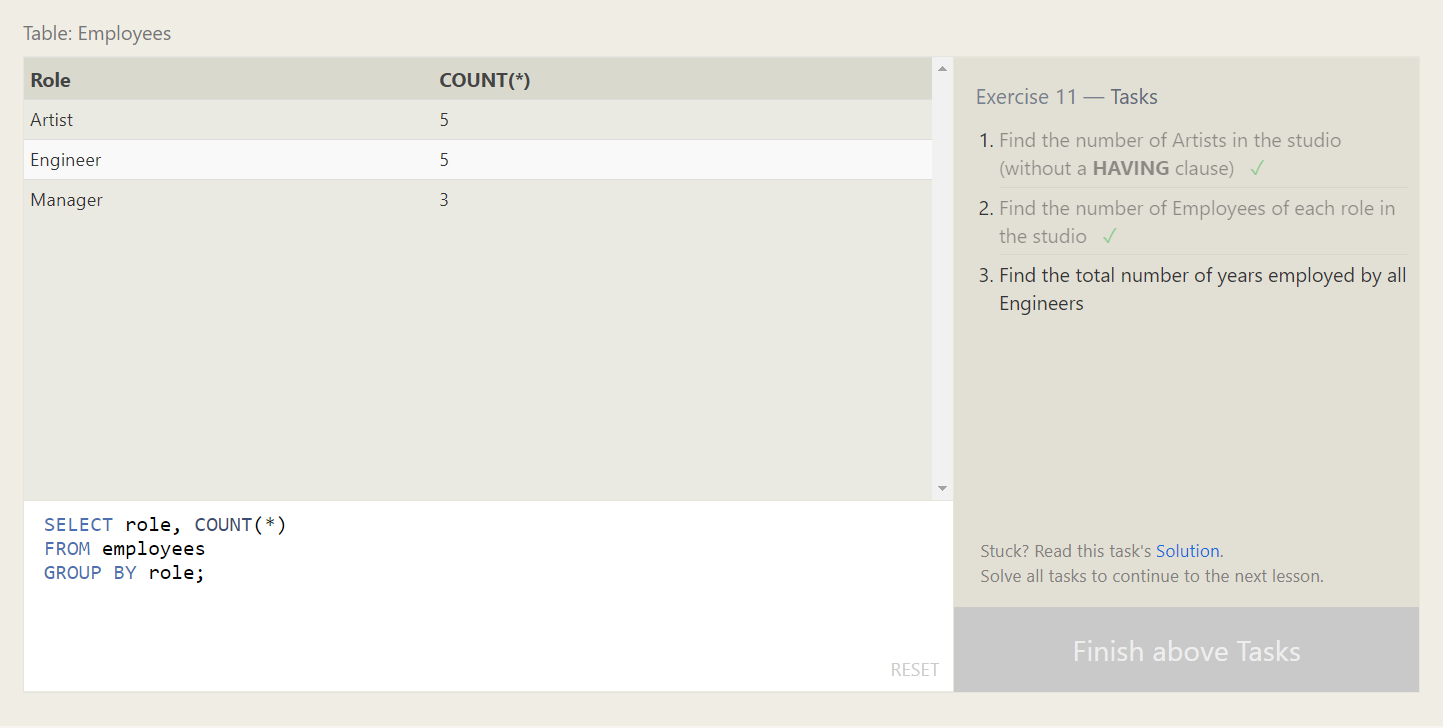 Table: Employees
Role COUNT(*)
Artist 5
Engineer 5
Manager 3
SELECT role, COUNT(*)
FROM employees
GROUP BY role;
RESET
Exercise 11 — Tasks
1. Find the number of Artists in the studio
(without a HAVING clause) ✓
2. Find the number of Employees of each role in
the studio ✓
3. Find the total number of years employed by all
Engineers
Stuck? Read this task's Solution.
Solve all tasks to continue to the next lesson.
Finish above Tasks